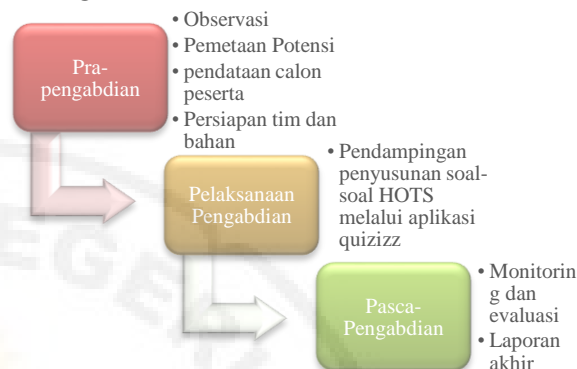 Pra-
pengabdian
• Observasi
• Pemetaan Potensi
• pendataan calon
peserta
• Persiapan tim dan
bahan
Pelaksanaan
Pengabdian
• Pendampingan
penyusunan soal-
soal HOTS
melalui aplikasi
quizizz
Pasca-
Pengabdian
• Monitorin
g dan
evaluasi
• Laporan
akhir